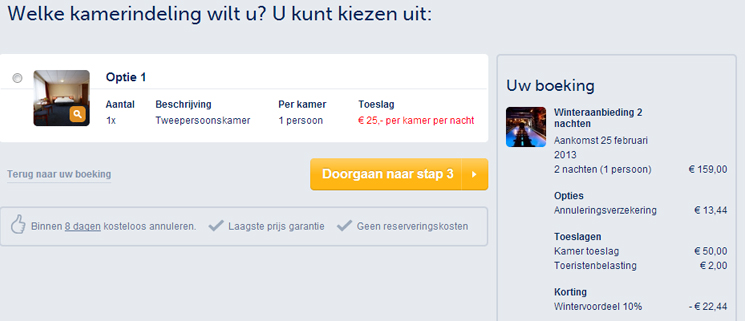 Welke kamerindeling wilt u? U kunt kiezen uit:
Optie 1
Aantal Beschrijving Per kamer Toeslag
1x Tweepersoonskamer 1 persoon € 25,- per kamer per nacht
Terug naar uw boeking
Doorgaan naar stap 3
Binnen 8 dagen kosteloos annuleren. Laagste prijs garantie Geen reserveringskosten
Uw boeking
Winteraanbieding 2
nachten
Aankomst 25 februari
2013
2 nachten (1 persoon) € 159,00
Opties
Annuleringsverzekering € 13,44
Toeslagen
Kamer toeslag € 50,00
Toeristenbelasting € 2,00
Korting
Wintervoordeel 10% - € 22,44